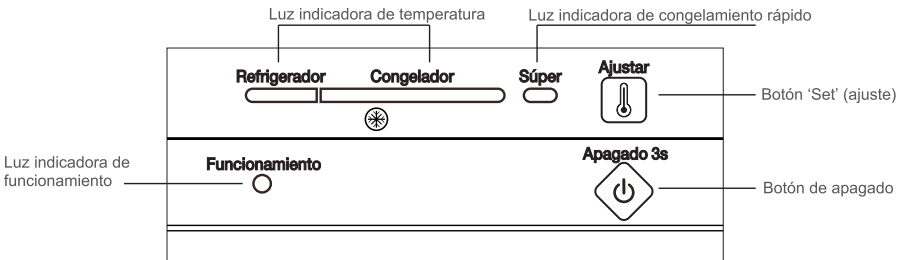 Luz indicadora de temperatura
Luz indicadora de congelamiento rápido
Refrigerador
Congelador
Súper
Ajustar
Botón ‘Set’ (ajuste)
Luz indicadora de
funcionamiento
Funcionamiento
Apagado 3s
Botón de apagado